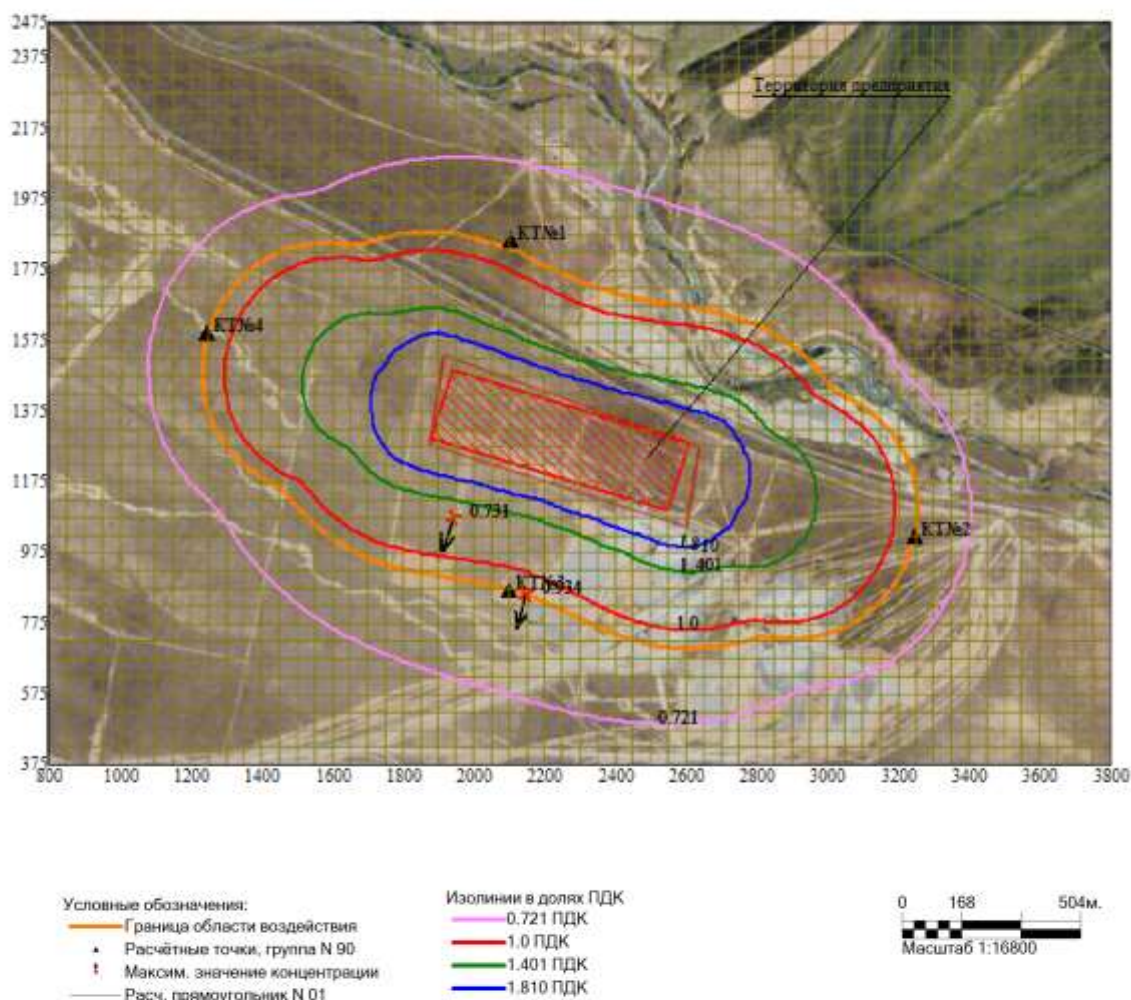 2475
2375
2175
1975
1775
1575
1375
1175
975
775
575
375
Территория предприятия
КТ№1
КТ№4
КТ№2
0.731
1.810
1.401
КТ№3
0.934
1.0
0.721
800 1000 1200 1400 1600 1800 2000 2200 2400 2600 2800 3000 3200 3400 3600 3800
Условные обозначения:
Граница области воздействия
Расчётные точки, группа N 90
Максим. значение концентрации
Расч. прямоугольник N 01
Изолинии в долях ПДК
0.721 ПДК
1.0 ПДК
1.401 ПДК
1.810 ПДК
0 168 504м.
Масштаб 1:16800